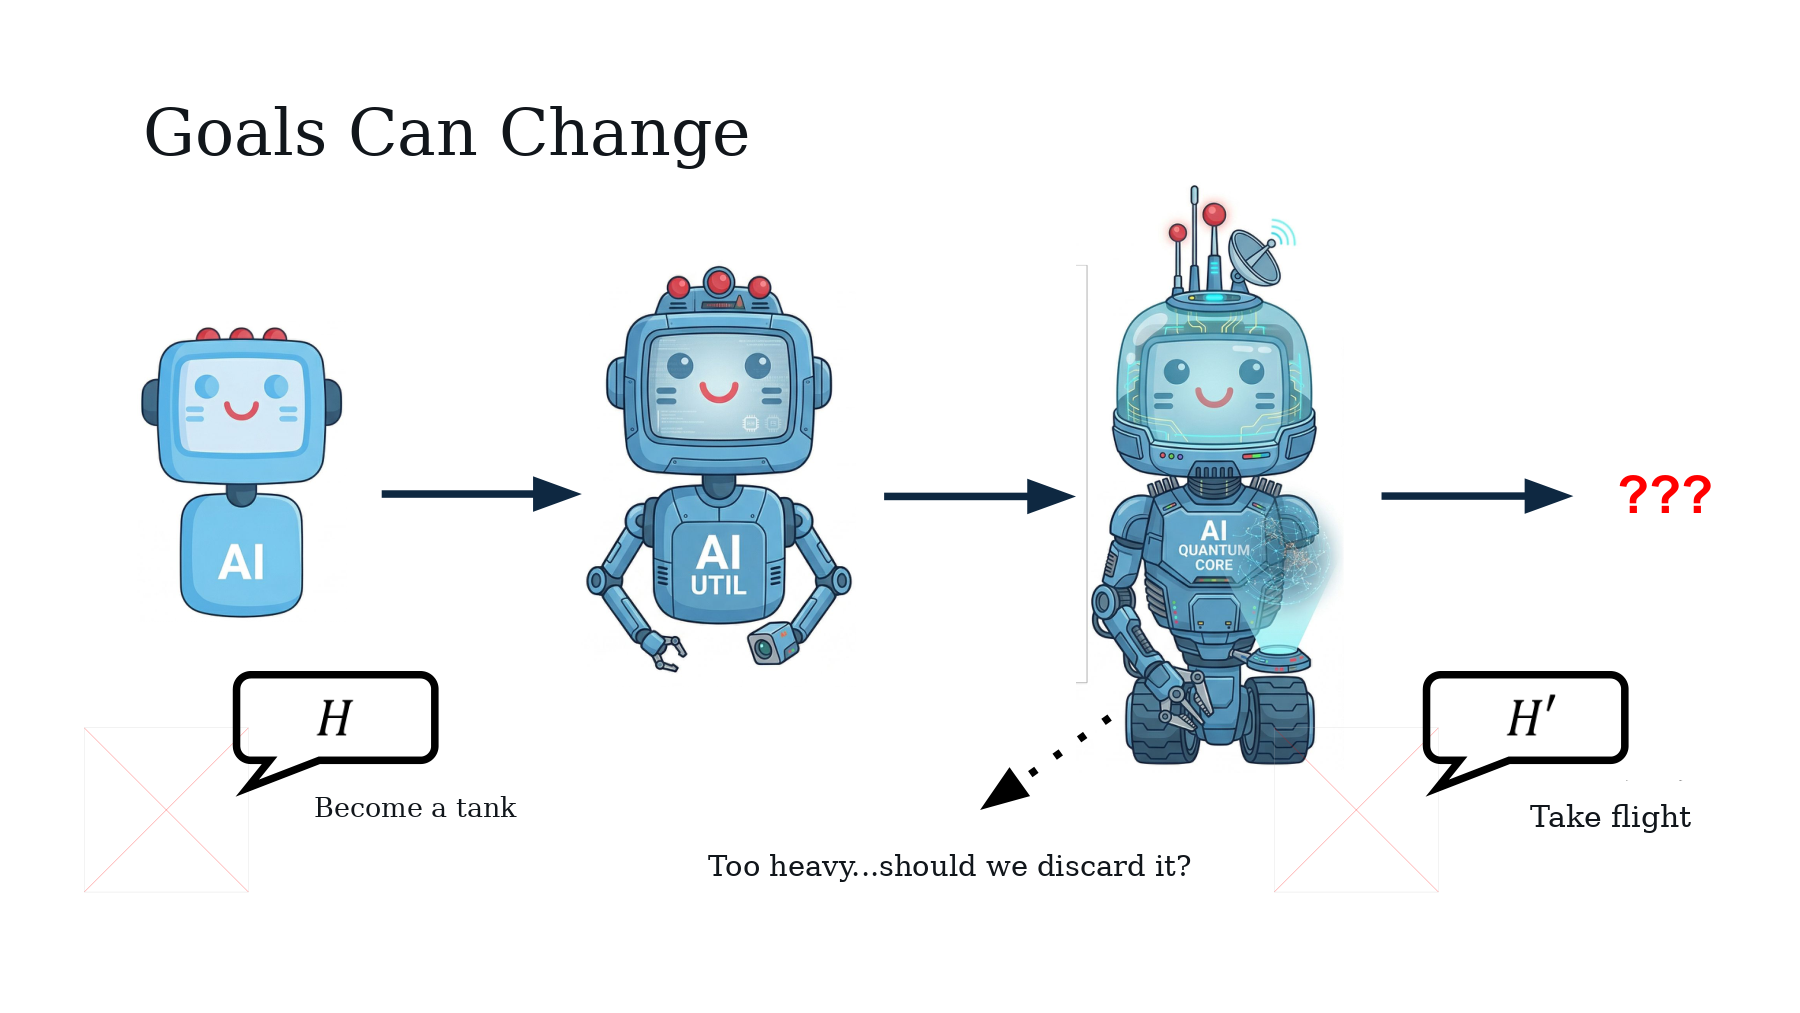 Goals Can Change
AI
AI
UTIL
AI
QUANTUM
CORE
???
H
Become a tank
Too heavy...should we discard it?
H′
Take flight